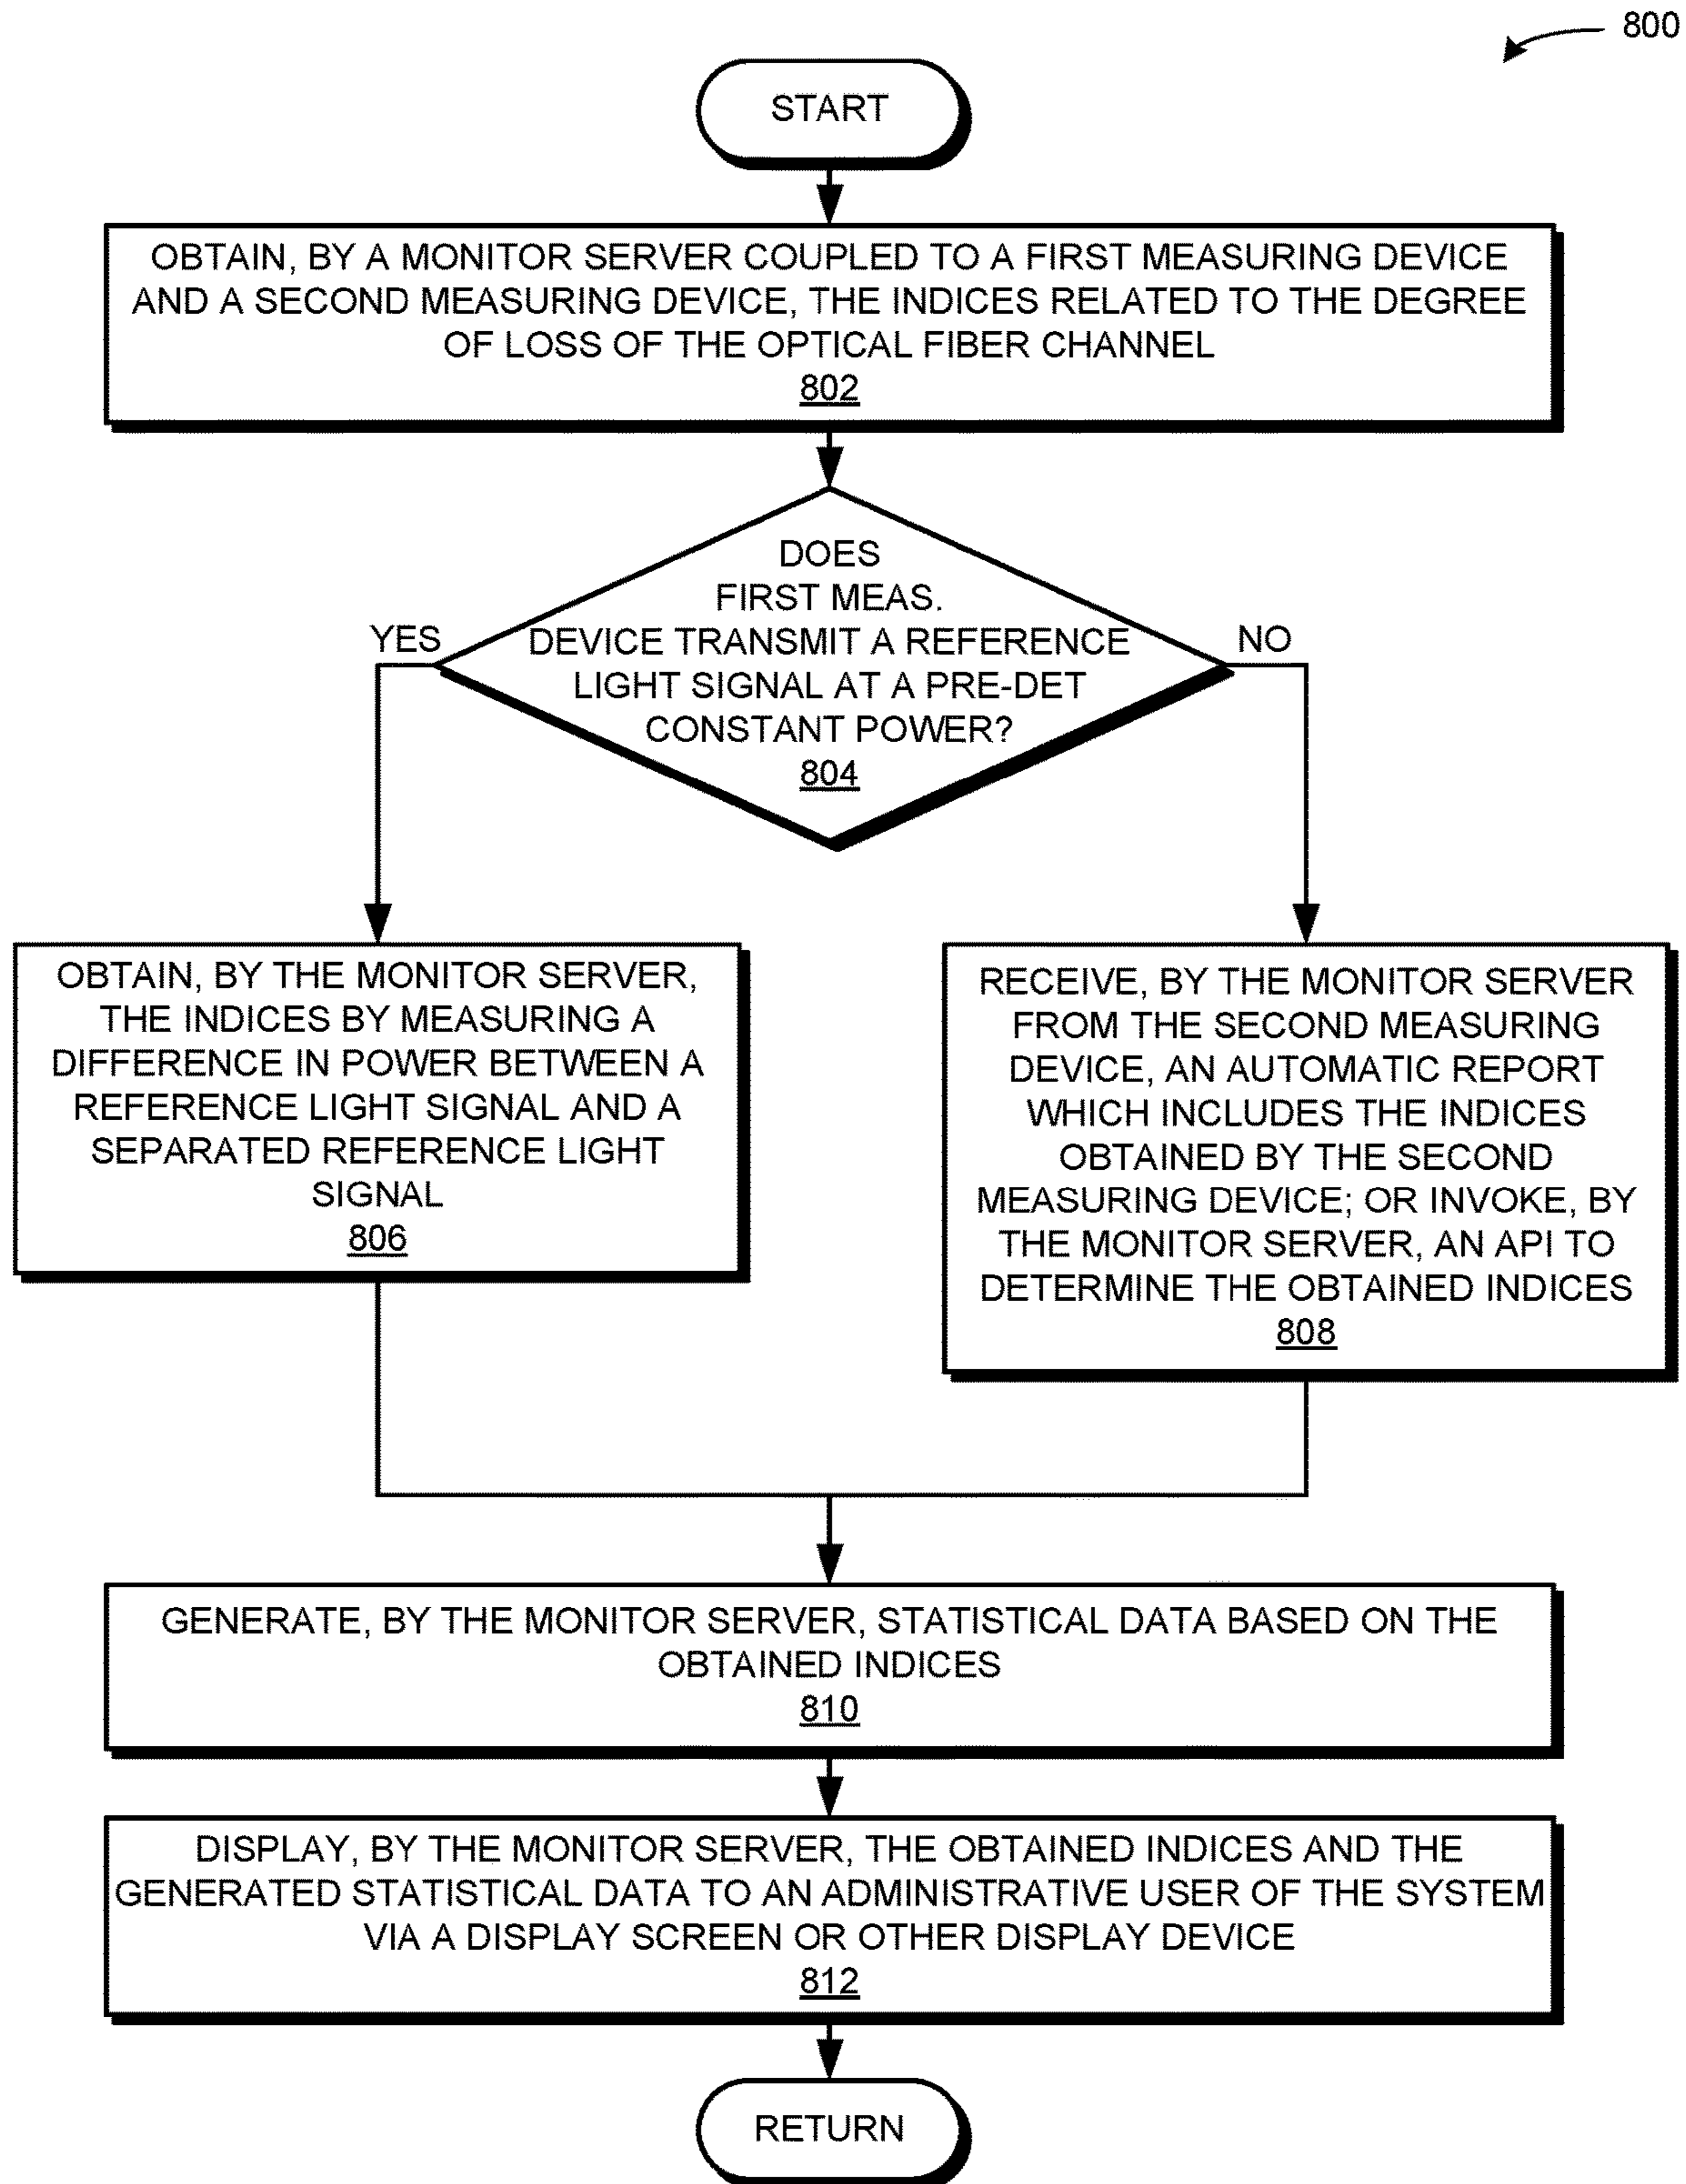 800
START
OBTAIN, BY A MONITOR SERVER COUPLED TO A FIRST MEASURING DEVICE
AND A SECOND MEASURING DEVICE, THE INDICES RELATED TO THE DEGREE
OF LOSS OF THE OPTICAL FIBER CHANNEL
802
DOES
FIRST MEAS.
DEVICE TRANSMIT A REFERENCE
LIGHT SIGNAL AT A PRE-DET
CONSTANT POWER?
804
YES
NO
OBTAIN, BY THE MONITOR SERVER,
THE INDICES BY MEASURING A
DIFFERENCE IN POWER BETWEEN A
REFERENCE LIGHT SIGNAL AND A
SEPARATED REFERENCE LIGHT
SIGNAL
806
RECEIVE, BY THE MONITOR SERVER
FROM THE SECOND MEASURING
DEVICE, AN AUTOMATIC REPORT
WHICH INCLUDES THE INDICES
OBTAINED BY THE SECOND
MEASURING DEVICE; OR INVOKE, BY
THE MONITOR SERVER, AN API TO
DETERMINE THE OBTAINED INDICES
808
GENERATE, BY THE MONITOR SERVER, STATISTICAL DATA BASED ON THE
OBTAINED INDICES
810
DISPLAY, BY THE MONITOR SERVER, THE OBTAINED INDICES AND THE
GENERATED STATISTICAL DATA TO AN ADMINISTRATIVE USER OF THE SYSTEM
VIA A DISPLAY SCREEN OR OTHER DISPLAY DEVICE
812
RETURN